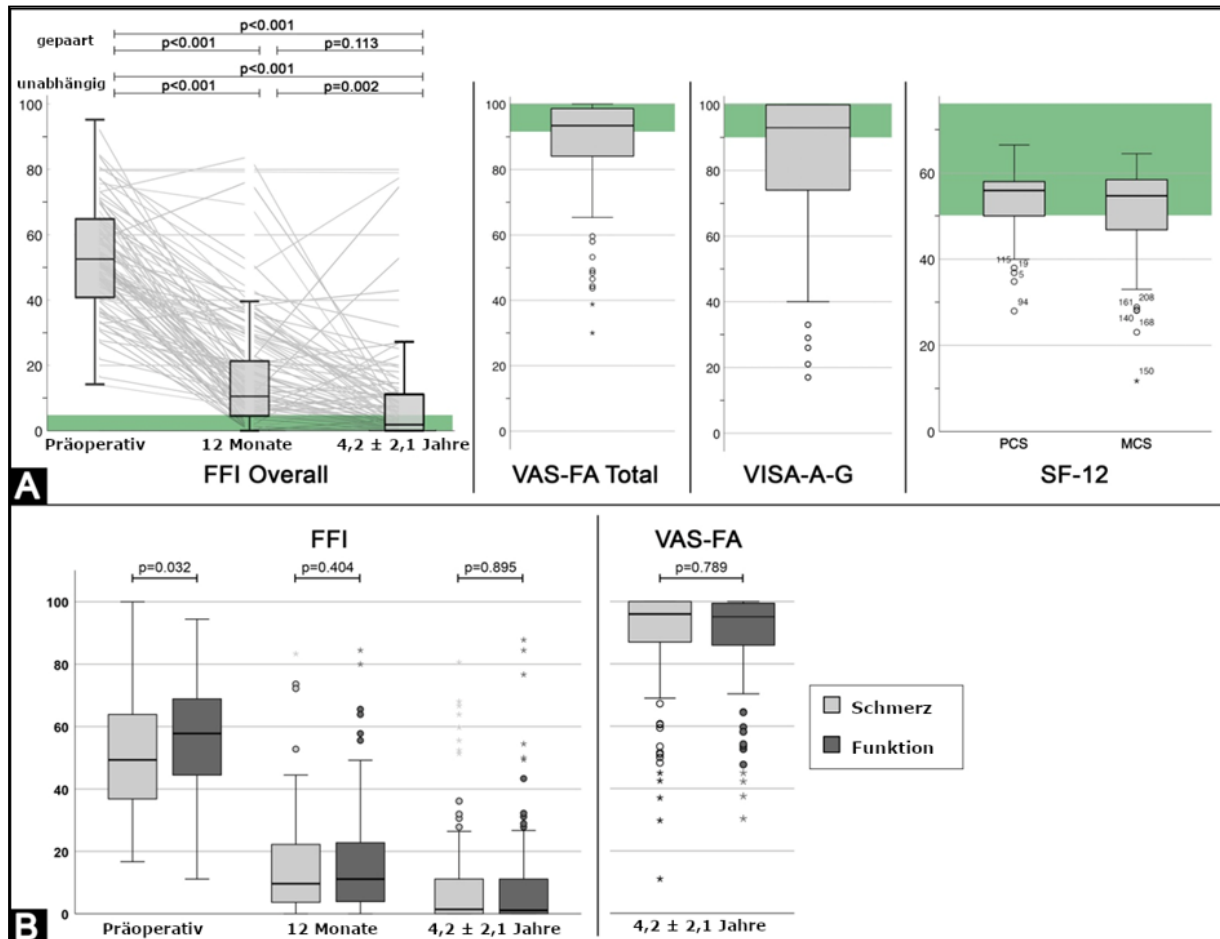 p<0.001
gepaart p<0.001 p=0.113
p<0.001
unabhängig p<0.001 p=0.002
100
80
60
40
20
0
Präoperativ 12 Monate 4,2 ± 2,1 Jahre
FFI Overall
100
80
60
40
20
0
VAS-FA Total
100
80
60
40
20
0
VISA-A-G
60
40
20
0
115 19
5
94
161 208
140 168
150
PCS MCS
SF-12
A
FFI
p=0.032 p=0.404 p=0.895
100
80
60
40
20
0
Präoperativ 12 Monate 4,2 ± 2,1 Jahre
VAS-FA
p=0.789
4,2 ± 2,1 Jahre
Schmerz
Funktion
B